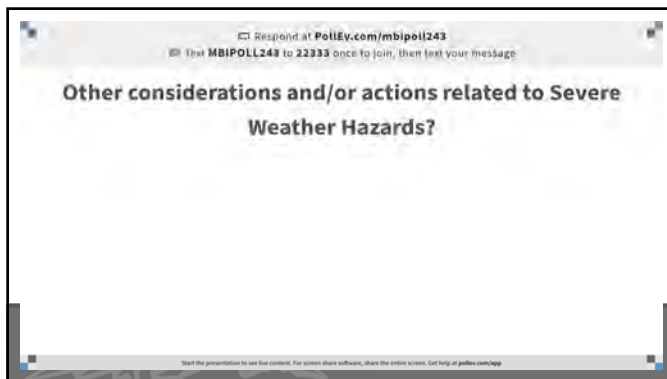 Respond at PollEv.com/mbipoll243
Text MBIPOLL243 to 22333 once to join, then text your message
Other considerations and/or actions related to Severe
Weather Hazards?
Start the presentation to see live content. For screen share software, share the entire screen. Get help at pollev.com/app